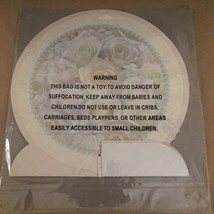 WARNING
THIS BAG IS NOT A TOY.TO AVOID DANGER OF
SUFFOCATION, KEEP AWAY FROM BABIES AND
CHILDREN.DO NOT USE OR LEAVE IN CRIBS,
CARRIAGES, BEDS PLAYPENS, OR OTHER AREAS
EASILY ACCESSIBLE TO SMALL CHILDREN.